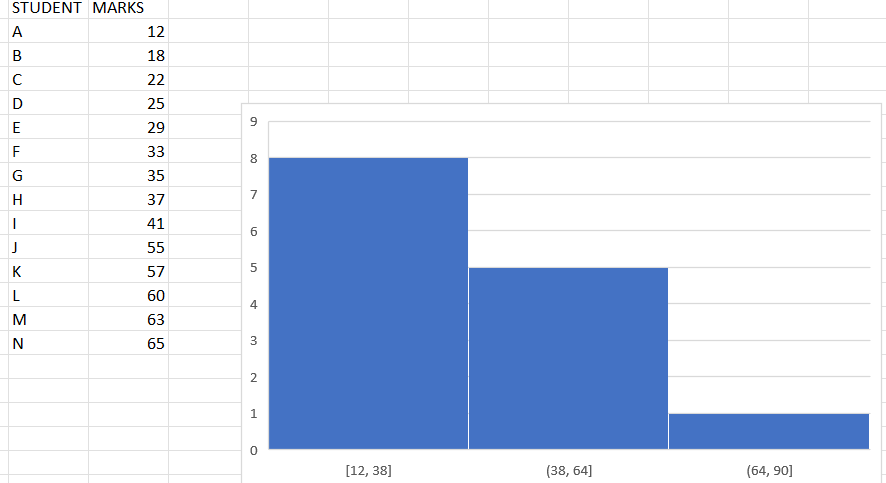 STUDENT MARKS
A 12
B 18
C 22
D 25
E 29
F 33
G 35
H 37
I 41
J 55
K 57
L 60
M 63
N 65
9
8
7
6
5
4
3
2
1
0
[12, 38] (38, 64] (64, 90]